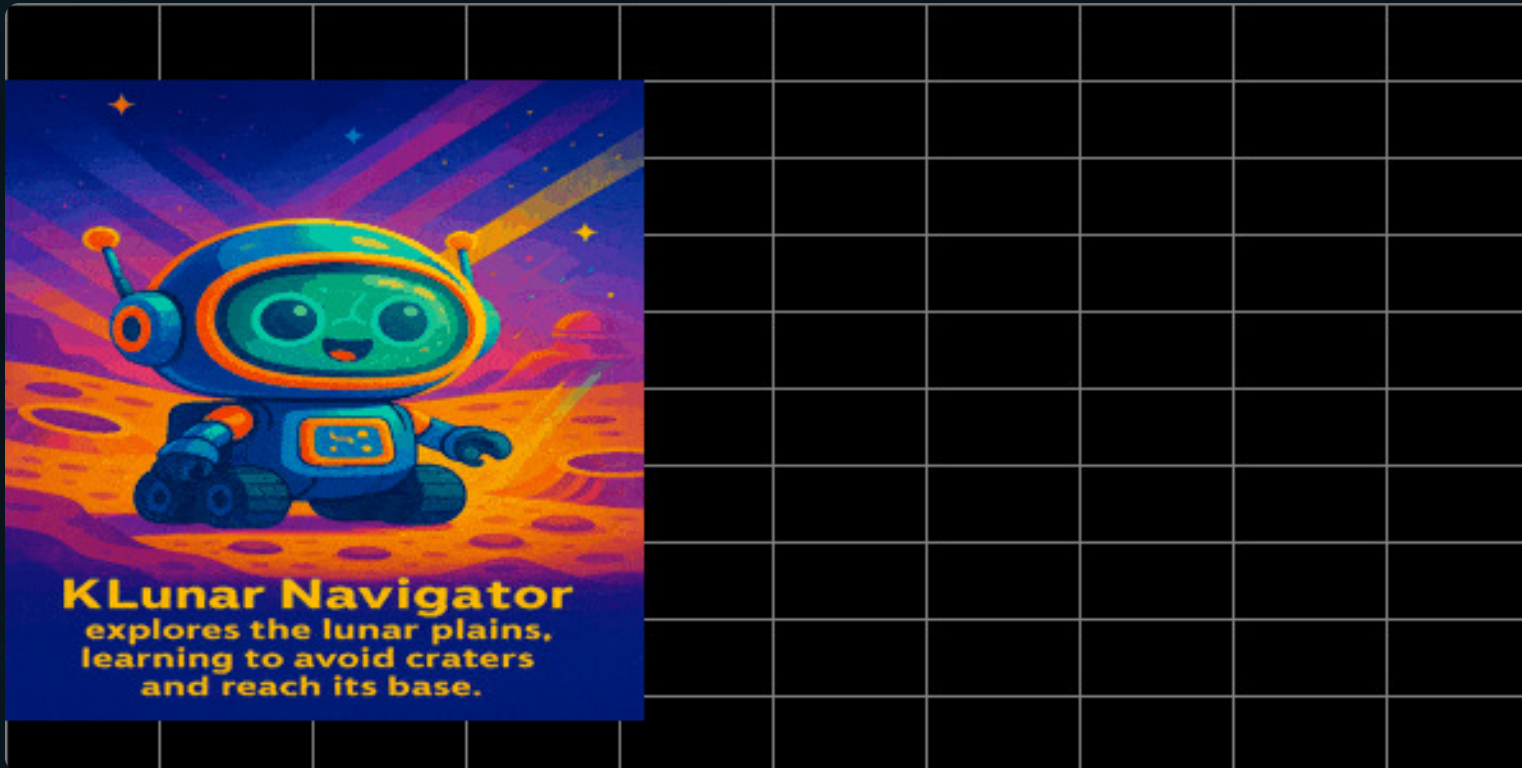 KLunar Navigator
explores the lunar plains,
learning to avoid craters
and reach its base.